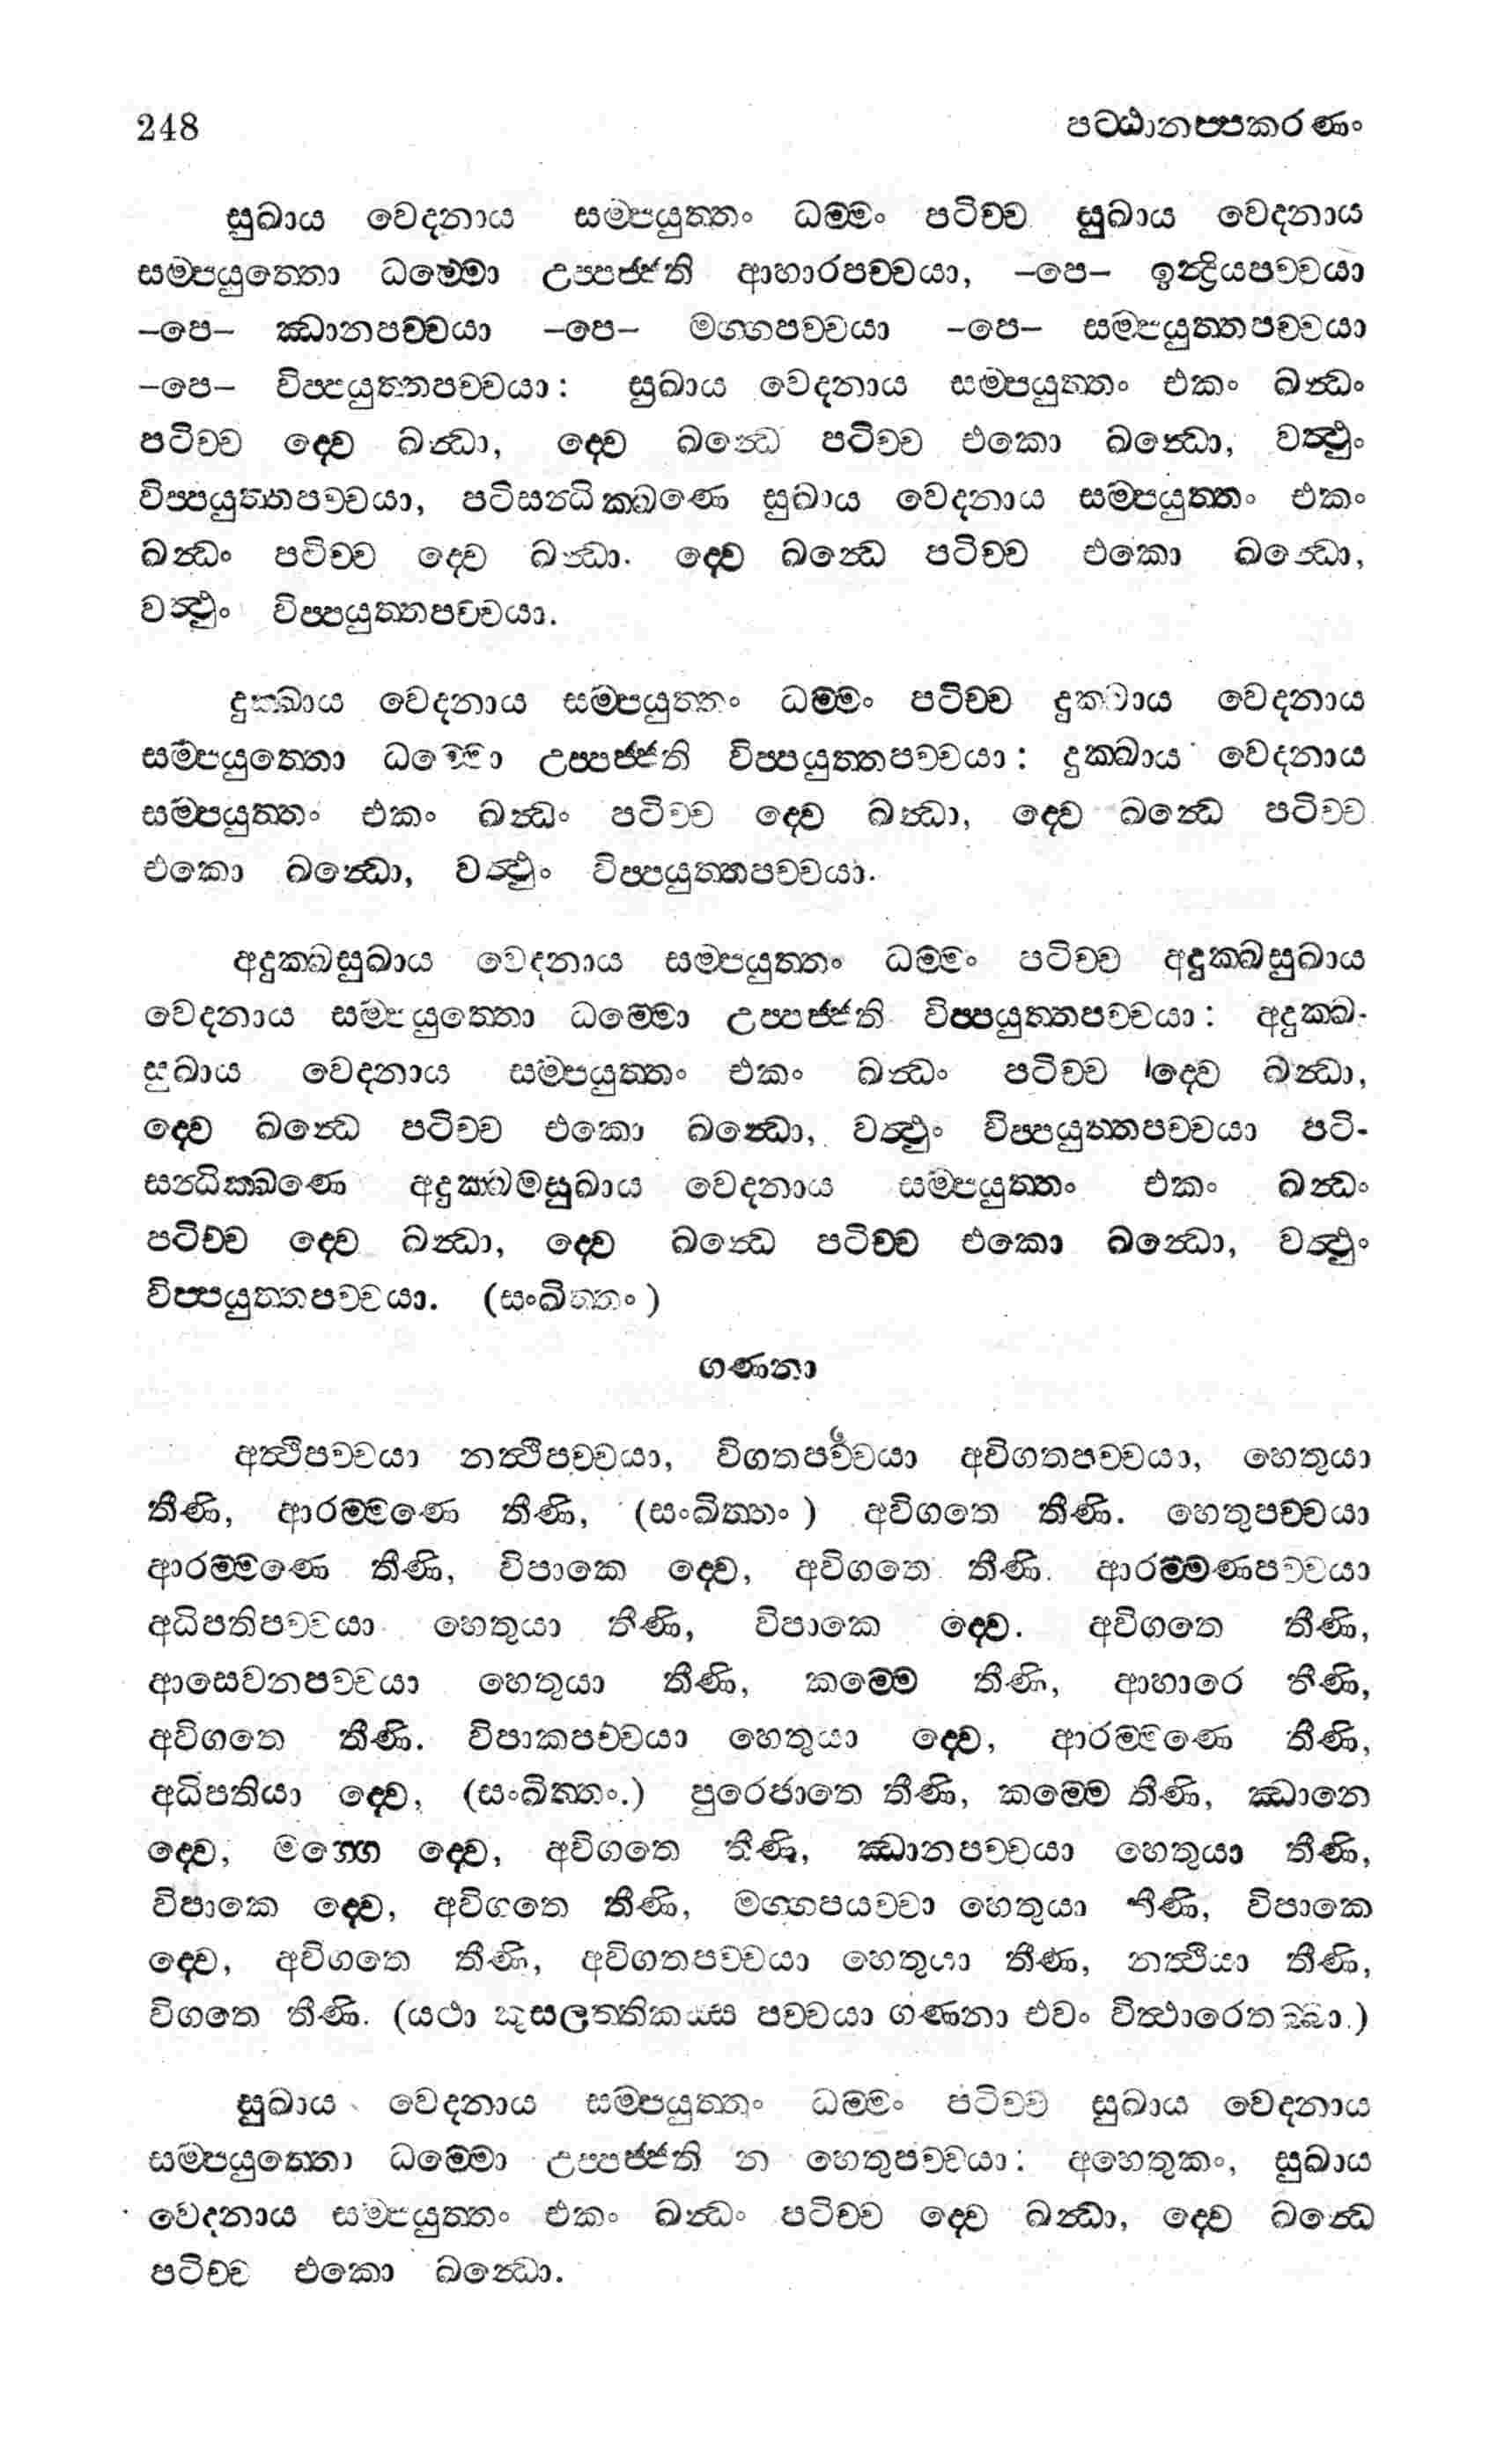 248 පට්ඨානප්පකරණං
සුඛාය වෙදනාය සම්පයුත්තං ධම්මං පටිච්ච සුඛාය වෙදනාය
සම්පයුත්තො ධම්මො උප්පජ්ජති ආහාරපච්චයා, –පෙ– ඉන්ද්‍රියපච්චයා
–පෙ– ඣානපච්චයා –පෙ– මග්ගපච්චයා –පෙ– සම්පයුත්තපච්චයා
–පෙ– විප්පයුත්තපච්චයා: සුඛාය වෙදනාය සම්පයුත්තං එකං ඛන්ධං
පටිච්ච ද්වෙ ඛන්ධා, ද්වෙ ඛන්ධෙ පටිච්ච එකො ඛන්ධො, වත්ථුං
විප්පයුත්තපච්චයා, පටිසන්ධික්ඛණෙ සුඛාය වෙදනාය සම්පයුත්තං එකං
ඛන්ධං පටිච්ච ද්වෙ ඛන්ධා. ද්වෙ ඛන්ධෙ පටිච්ච එකො ඛන්ධො,
වත්ථුං විප්පයුත්තපච්චයා.
දුක්ඛාය වෙදනාය සම්පයුත්තං ධම්මං පටිච්ච දුක්ඛාය වෙදනාය
සම්පයුත්තො ධම්මො උප්පජ්ජති විප්පයුත්තපච්චයා: දුක්ඛාය වෙදනාය
සම්පයුත්තං එකං ඛන්ධං පටිච්ච ද්වෙ ඛන්ධා, ද්වෙ ඛන්ධෙ පටිච්ච
එකො ඛන්ධො, වත්ථුං විප්පයුත්තපච්චයා.
අදුක්ඛසුඛාය වෙදනාය සම්පයුත්තං ධම්මං පටිච්ච අදුක්ඛසුඛාය
වෙදනාය සම්පයුත්තො ධම්මො උප්පජ්ජති විප්පයුත්තපච්චයා: අදුක්ඛ-
සුඛාය වෙදනාය සම්පයුත්තං එකං ඛන්ධං පටිච්ච ද්වෙ ඛන්ධා,
ද්වෙ ඛන්ධෙ පටිච්ච එකො ඛන්ධො, වත්ථුං විප්පයුත්තපච්චයා පටි-
සන්ධික්ඛණෙ අදුක්ඛමසුඛාය වෙදනාය සම්පයුත්තං එකං ඛන්ධං
පටිච්ච ද්වෙ ඛන්ධා, ද්වෙ ඛන්ධෙ පටිච්ච එකො ඛන්ධො, වත්ථුං
විප්පයුත්තපච්චයා. (සංඛිත්තං)
ගණනා
අත්ථිපච්චයා නත්ථිපච්චයා, විගතපච්චයා අවිගතපච්චයා, හෙතුයා
තීණි, ආරම්මණෙ තීණි, (සංඛිත්තං) අවිගතෙ තීණි. හෙතුපච්චයා
ආරම්මණෙ තීණි, විපාකෙ ද්වෙ, අවිගතෙ තීණි. ආරම්මණපච්චයා
අධිපතිපච්චයා හෙතුයා තීණි, විපාකෙ ද්වෙ. අවිගතෙ තීණි,
ආසෙවනපච්චයා හෙතුයා තීණි, කම්මෙ තීණි, ආහාරෙ තීණි,
අවිගතෙ තීණි. විපාකපච්චයා හෙතුයා ද්වෙ, ආරම්මණෙ තීණි,
අධිපතියා ද්වෙ, (සංඛිත්තං.) පුරෙජාතෙ තීණි, කම්මෙ තීණි, ඣානෙ
ද්වෙ, මග්ගෙ ද්වෙ, අවිගතෙ තීණි, ඣානපච්චයා හෙතුයා තීණි,
විපාකෙ ද්වෙ, අවිගතෙ තීණි, මග්ගපයච්චා හෙතුයා තීණි, විපාකෙ
ද්වෙ, අවිගතෙ තීණි, අවිගතපච්චයා හෙතුයා තීණ, නත්ථියා තීණි,
විගතෙ තීණි. (යථා කුසලත්තිකස්ස පච්චයා ගණනා එවං විත්ථාරෙතබ්බා.)
සුඛාය වෙදනාය සම්පයුත්තං ධම්මං පටිච්ච සුඛාය වෙදනාය
සම්පයුත්තො ධම්මො උප්පජ්ජති න හෙතුපච්චයා: අහෙතුකං, සුඛාය
වෙදනාය සම්පයුත්තං එකං ඛන්ධං පටිච්ච ද්වෙ ඛන්ධා, ද්වෙ ඛන්ධෙ
පටිච්ච එකො ඛන්ධො.